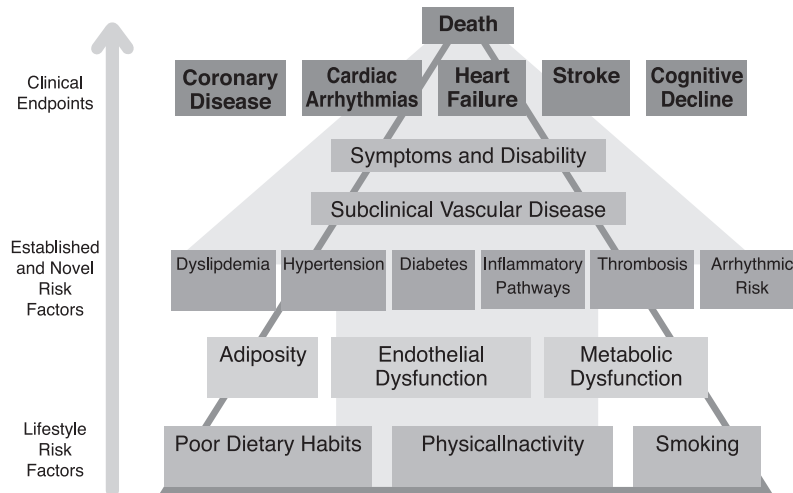 Death
Clinical
Endpoints
Coronary
Disease
Cardiac
Arrhythmias
Heart
Failure
Stroke
Cognitive
Decline
Symptoms and Disability
Subclinical Vascular Disease
Established
and Novel
Risk
Factors
Dyslipdemia
Hypertension
Diabetes
Inflammatory
Pathways
Thrombosis
Arrhythmic
Risk
Adiposity
Endothelial
Dysfunction
Metabolic
Dysfunction
Lifestyle
Risk
Factors
Poor Dietary Habits
PhysicalInactivity
Smoking